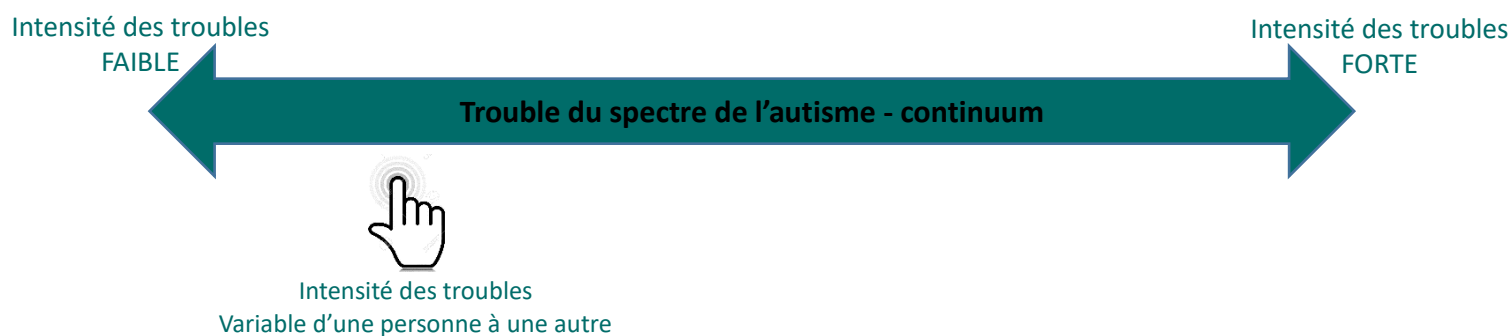 Intensité des troubles
FAIBLE
Intensité des troubles
FORTE
Trouble du spectre de l’autisme - continuum
Intensité des troubles
Variable d’une personne à une autre